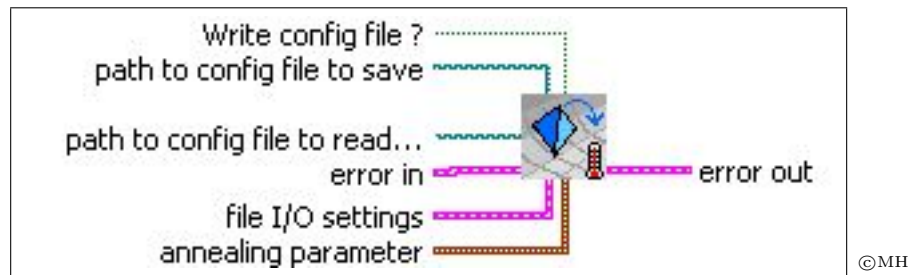 Write config file ?
path to config file to save
path to config file to read...
error in
error out
file I/O settings
annealing parameter
©MH